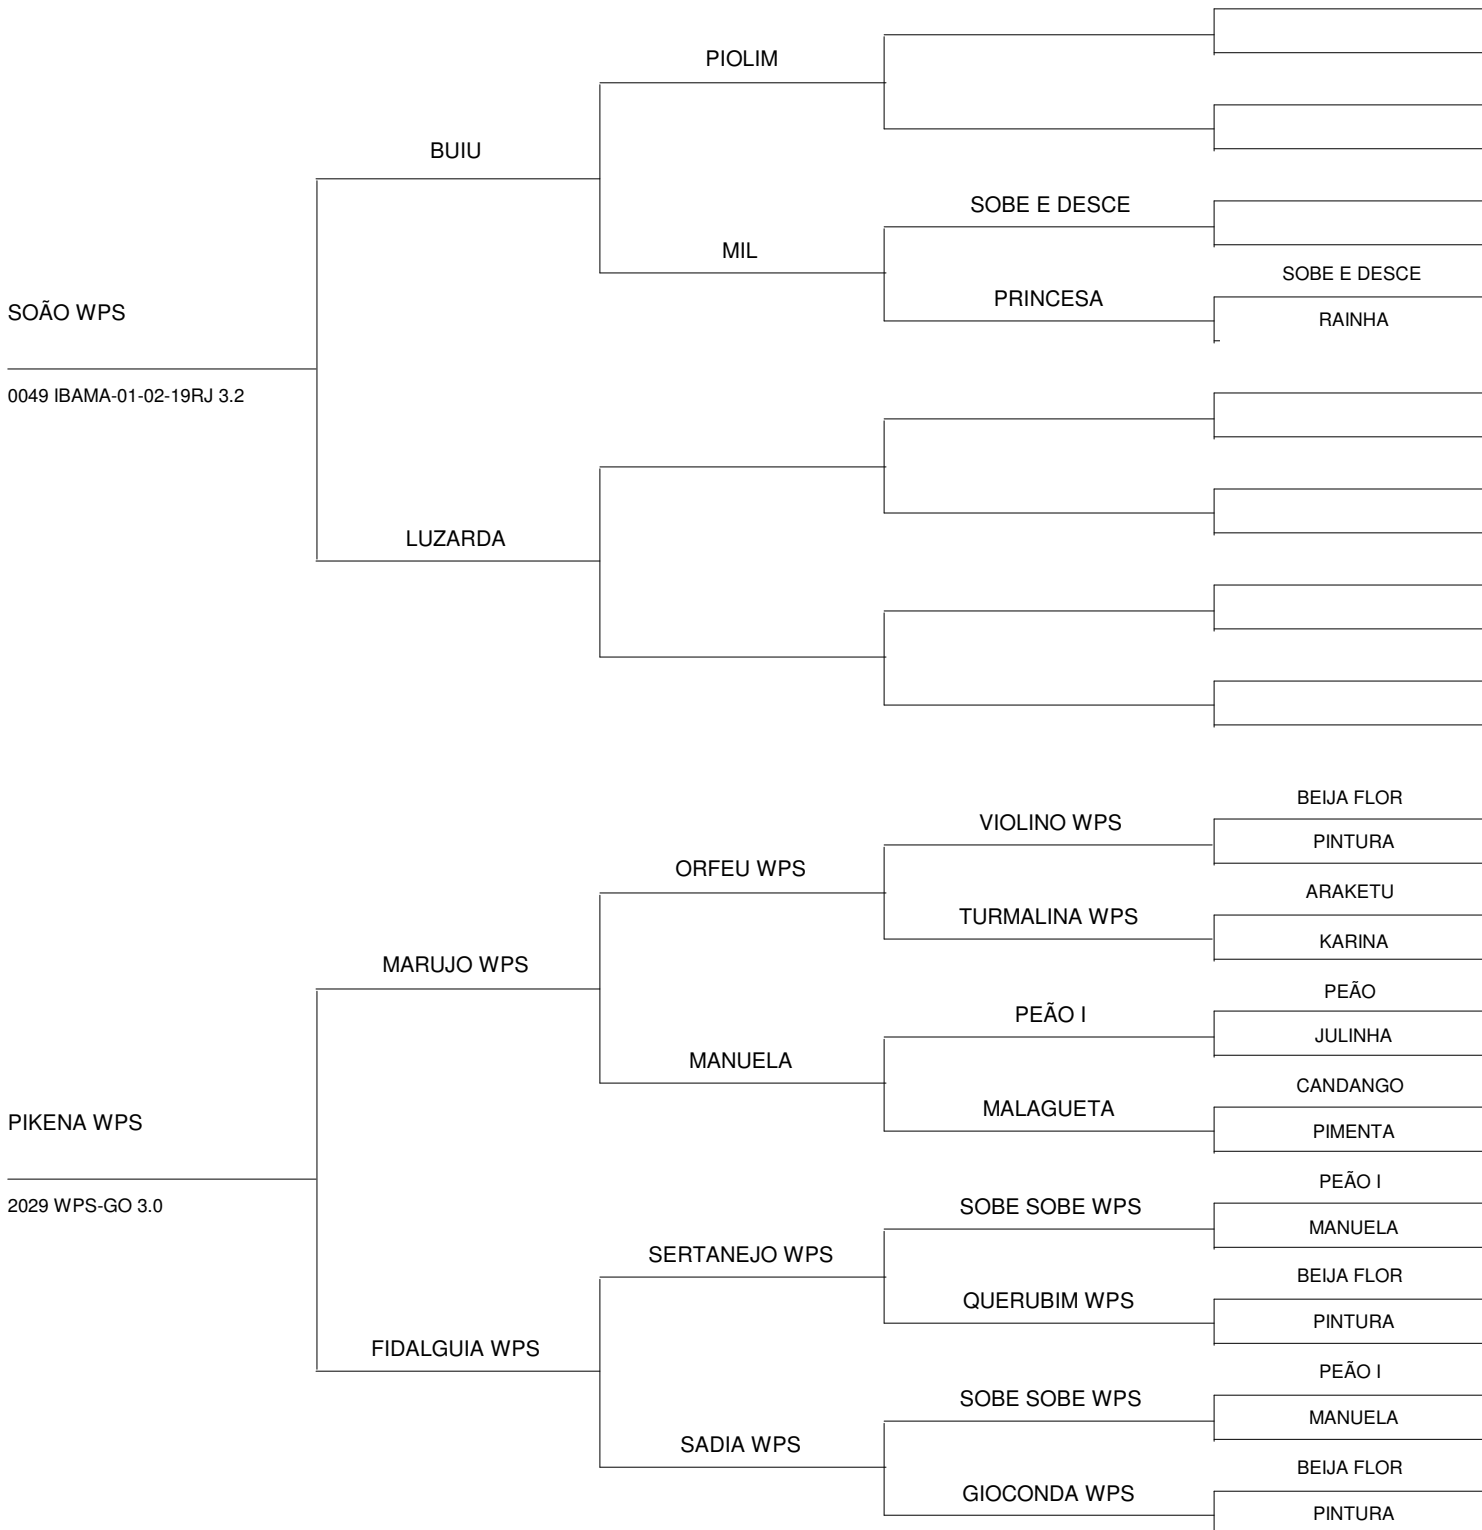 PIOLIM
BUIU
SOBE E DESCE
MIL
SOBE E DESCE
PRINCESA
SOÃO WPS
RAINHA
0049 IBAMA-01-02-19RJ 3.2
LUZARDA
BEIJA FLOR
VIOLINO WPS
PINTURA
ORFEU WPS
ARAKETU
TURMALINA WPS
KARINA
MARUJO WPS
PEÃO
PEÃO I
JULINHA
MANUELA
CANDANGO
MALAGUETA
PIKENA WPS
PIMENTA
PEÃO I
2029 WPS-GO 3.0
SOBE SOBE WPS
MANUELA
SERTANEJO WPS
BEIJA FLOR
QUERUBIM WPS
PINTURA
FIDALGUIA WPS
PEÃO I
SOBE SOBE WPS
MANUELA
SADIA WPS
BEIJA FLOR
GIOCONDA WPS
PINTURA